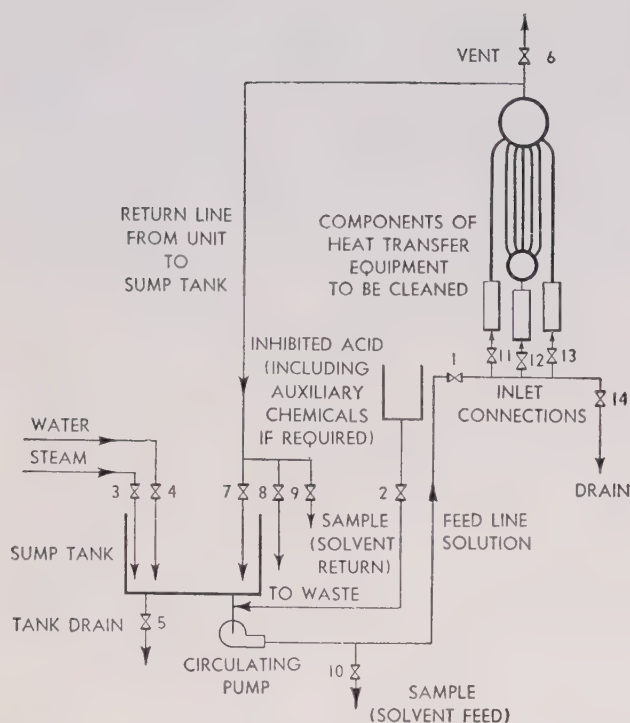 VENT
6
RETURN LINE
FROM UNIT
TO
SUMP TANK
COMPONENTS OF
HEAT TRANSFER
EQUIPMENT
TO BE CLEANED
INHIBITED ACID
(INCLUDING
AUXILIARY
CHEMICALS
IF REQUIRED)
1
11
12
13
INLET
CONNECTIONS
14
DRAIN
WATER
STEAM
3
4
7
8
9
2
SAMPLE
(SOLVENT
RETURN)
FEED LINE
SOLUTION
SUMP TANK
TO WASTE
TANK DRAIN
5
CIRCULATING
PUMP
10
SAMPLE
(SOLVENT FEED)